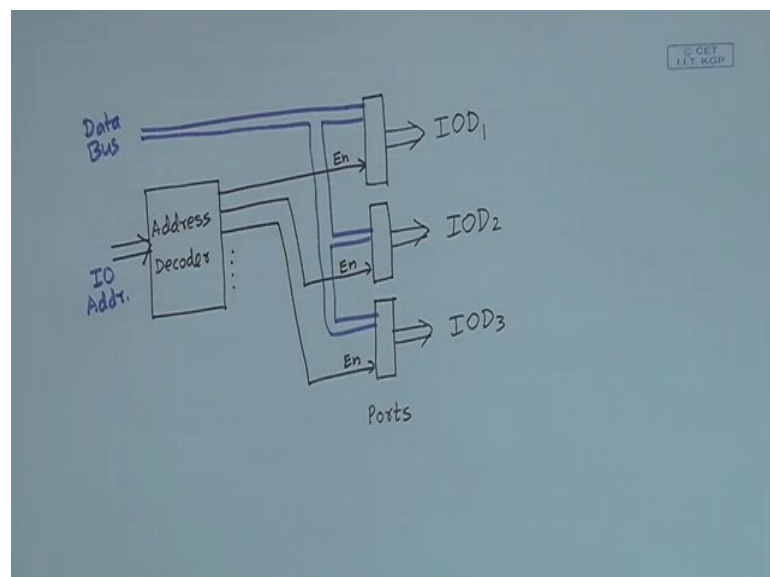 © CET
I.I.T. KGP
Data
Bus
En
IOD1
Address
Decoder
IO
Addr.
En
IOD2
En
IOD3
Ports